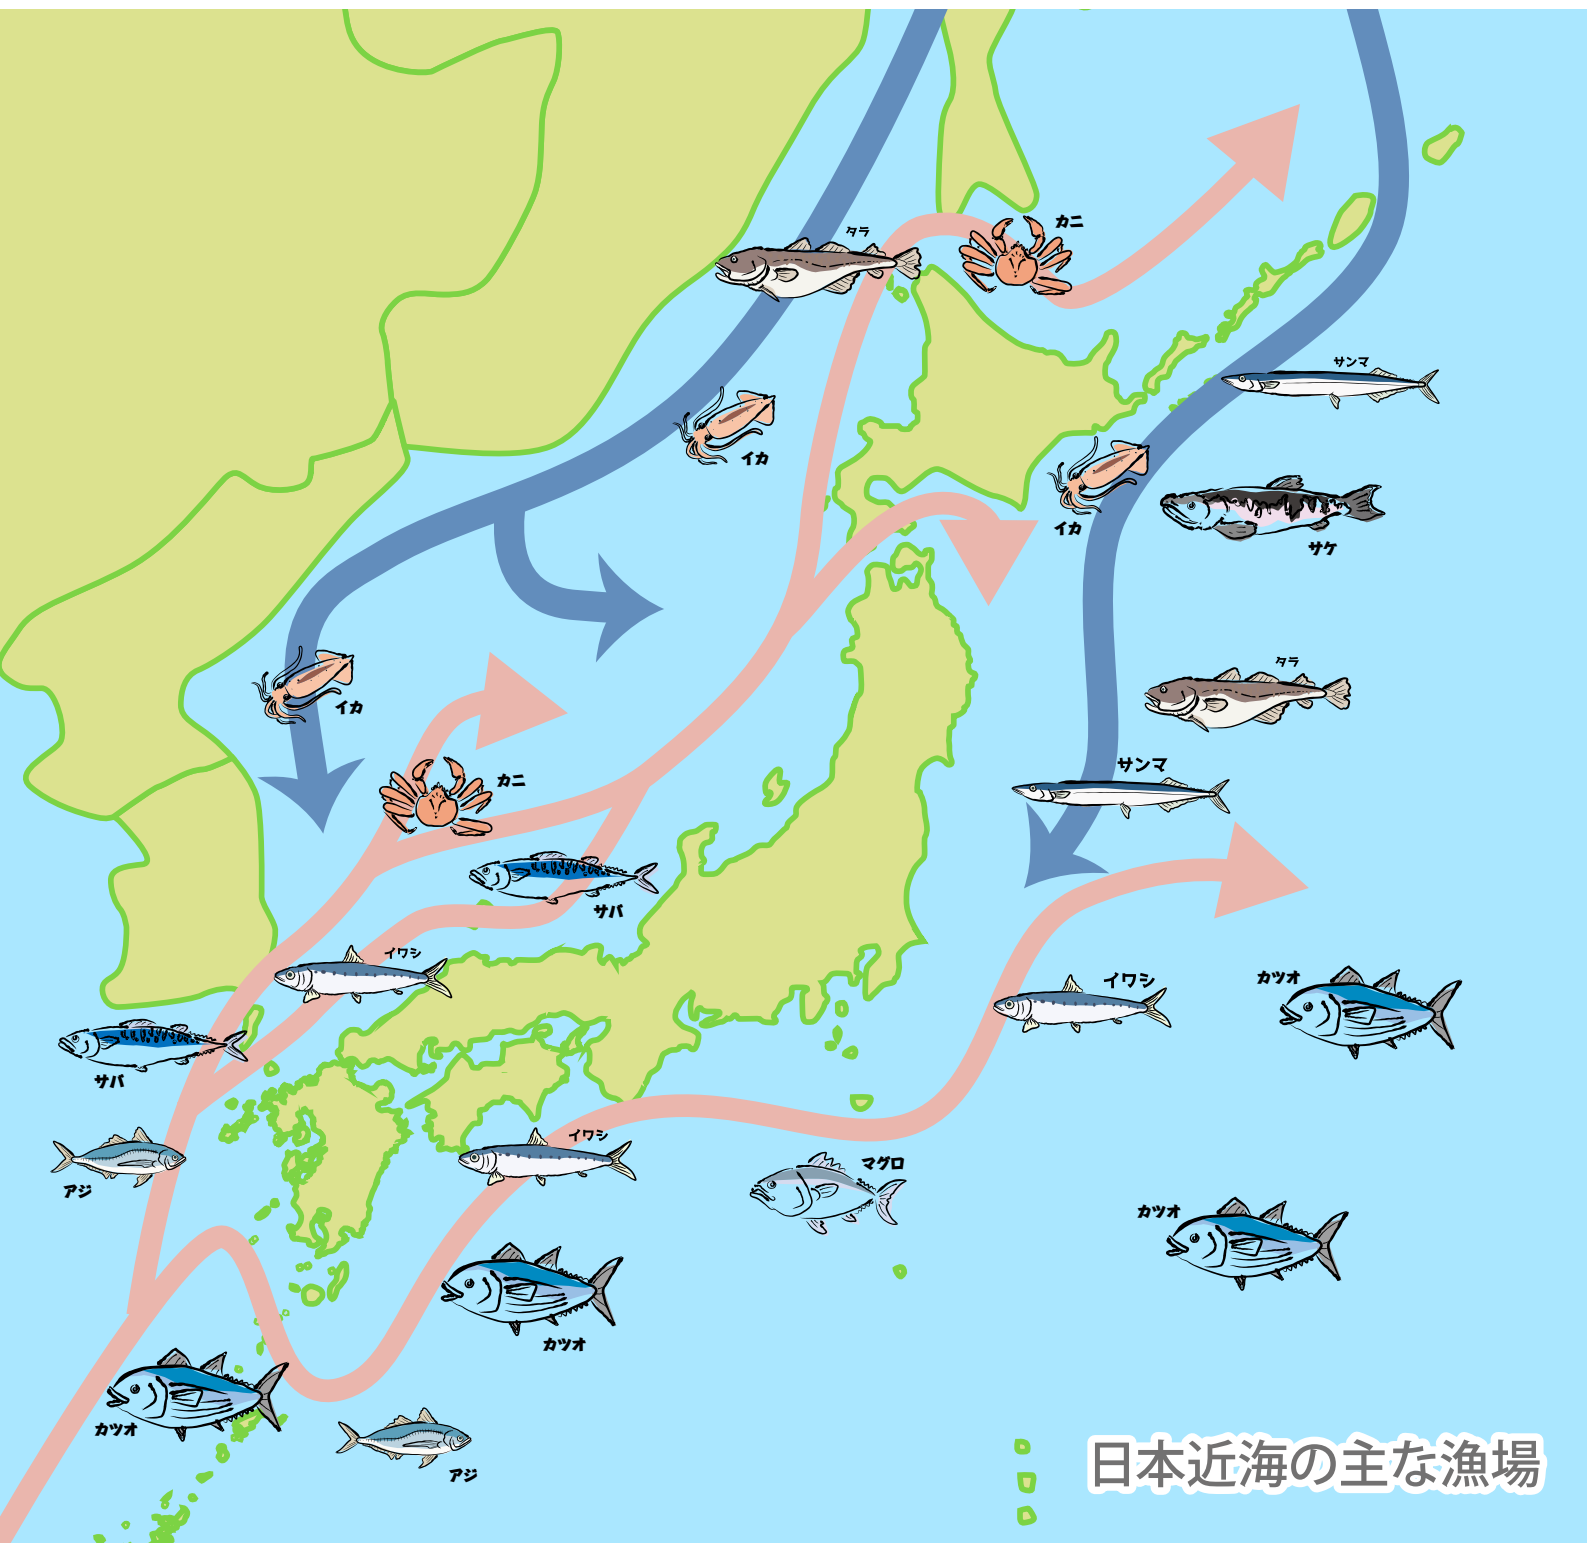 カニ
タラ
サンマ
イカ
イカ
サケ
タラ
イカ
サンマ
カニ
サバ
イワシ
イワシ
カツオ
サバ
イワシ
マグロ
アジ
カツオ
カツオ
カツオ
アジ
日本近海の主な漁場